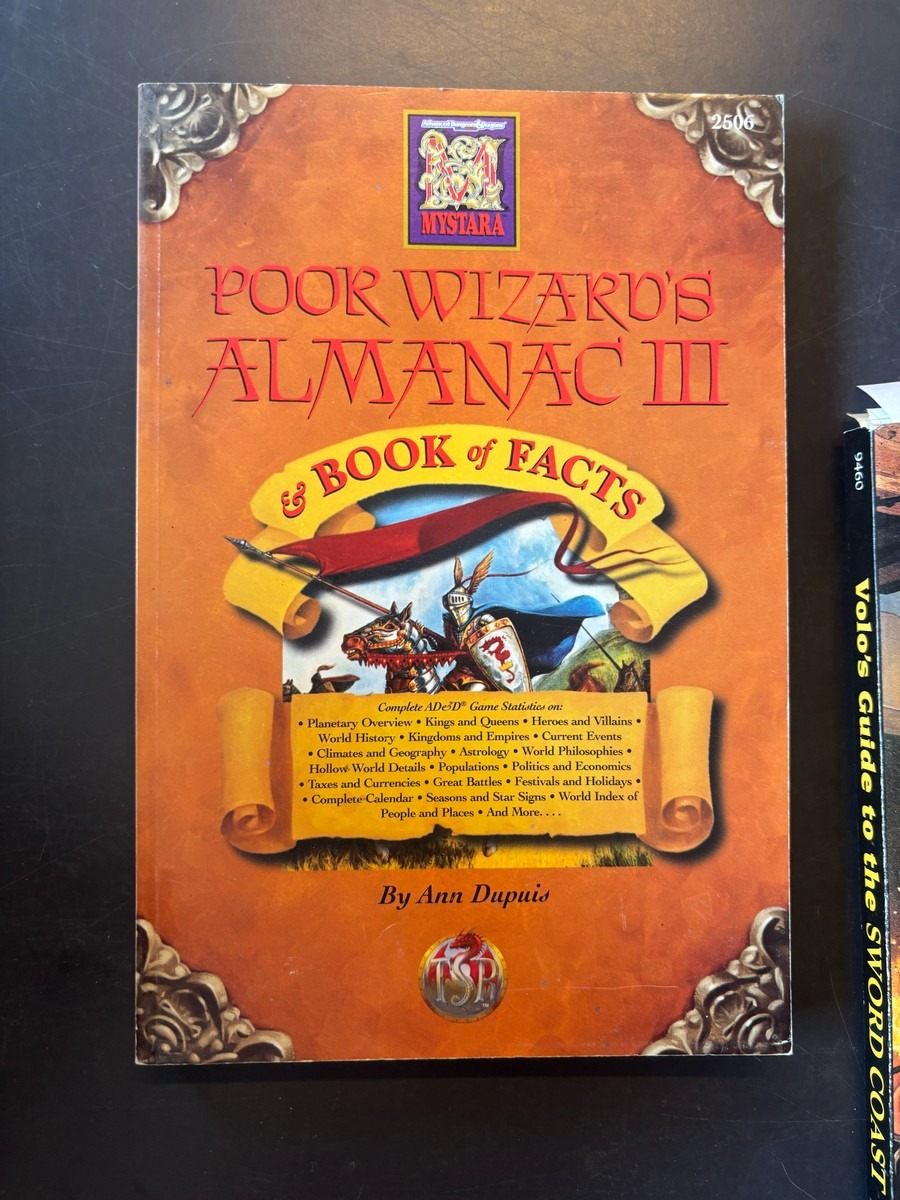 2506
Advanced Dungeons & Dragons
MYSTARA
POOR WIZARD'S
ALMANAC III
& BOOK of FACTS
Complete AD&D® Game Statistics on:
• Planetary Overview • Kings and Queens • Heroes and Villains •
World History • Kingdoms and Empires • Current Events
• Climates and Geography • Astrology • World Philosophies •
Hollow World Details • Populations • Politics and Economics
• Taxes and Currencies • Great Battles • Festivals and Holidays •
• Complete Calendar • Seasons and Star Signs • World Index of
People and Places • And More. . . .
By Ann Dupuis
TSR
™
9460
Volo's Guide to the SWORD COAST